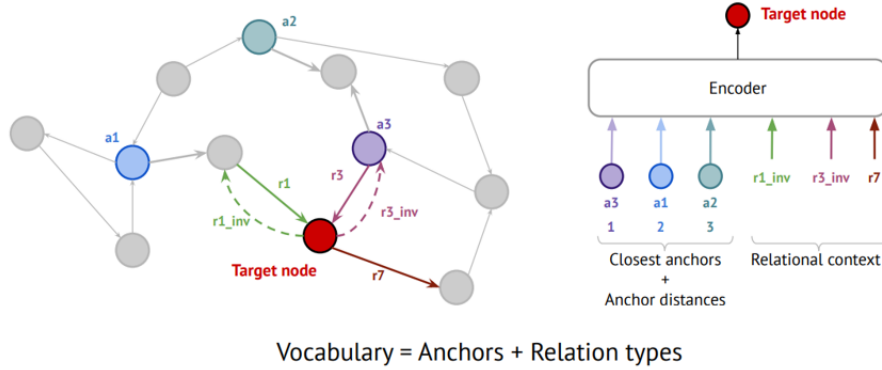 a2
a1
a3
r1
r3
r1_inv
r3_inv
Target node
r7
Target node
Encoder
r1_inv
r3_inv
r7
a3
a1
a2
1
2
3
Closest anchors
+
Anchor distances
Relational context
Vocabulary = Anchors + Relation types